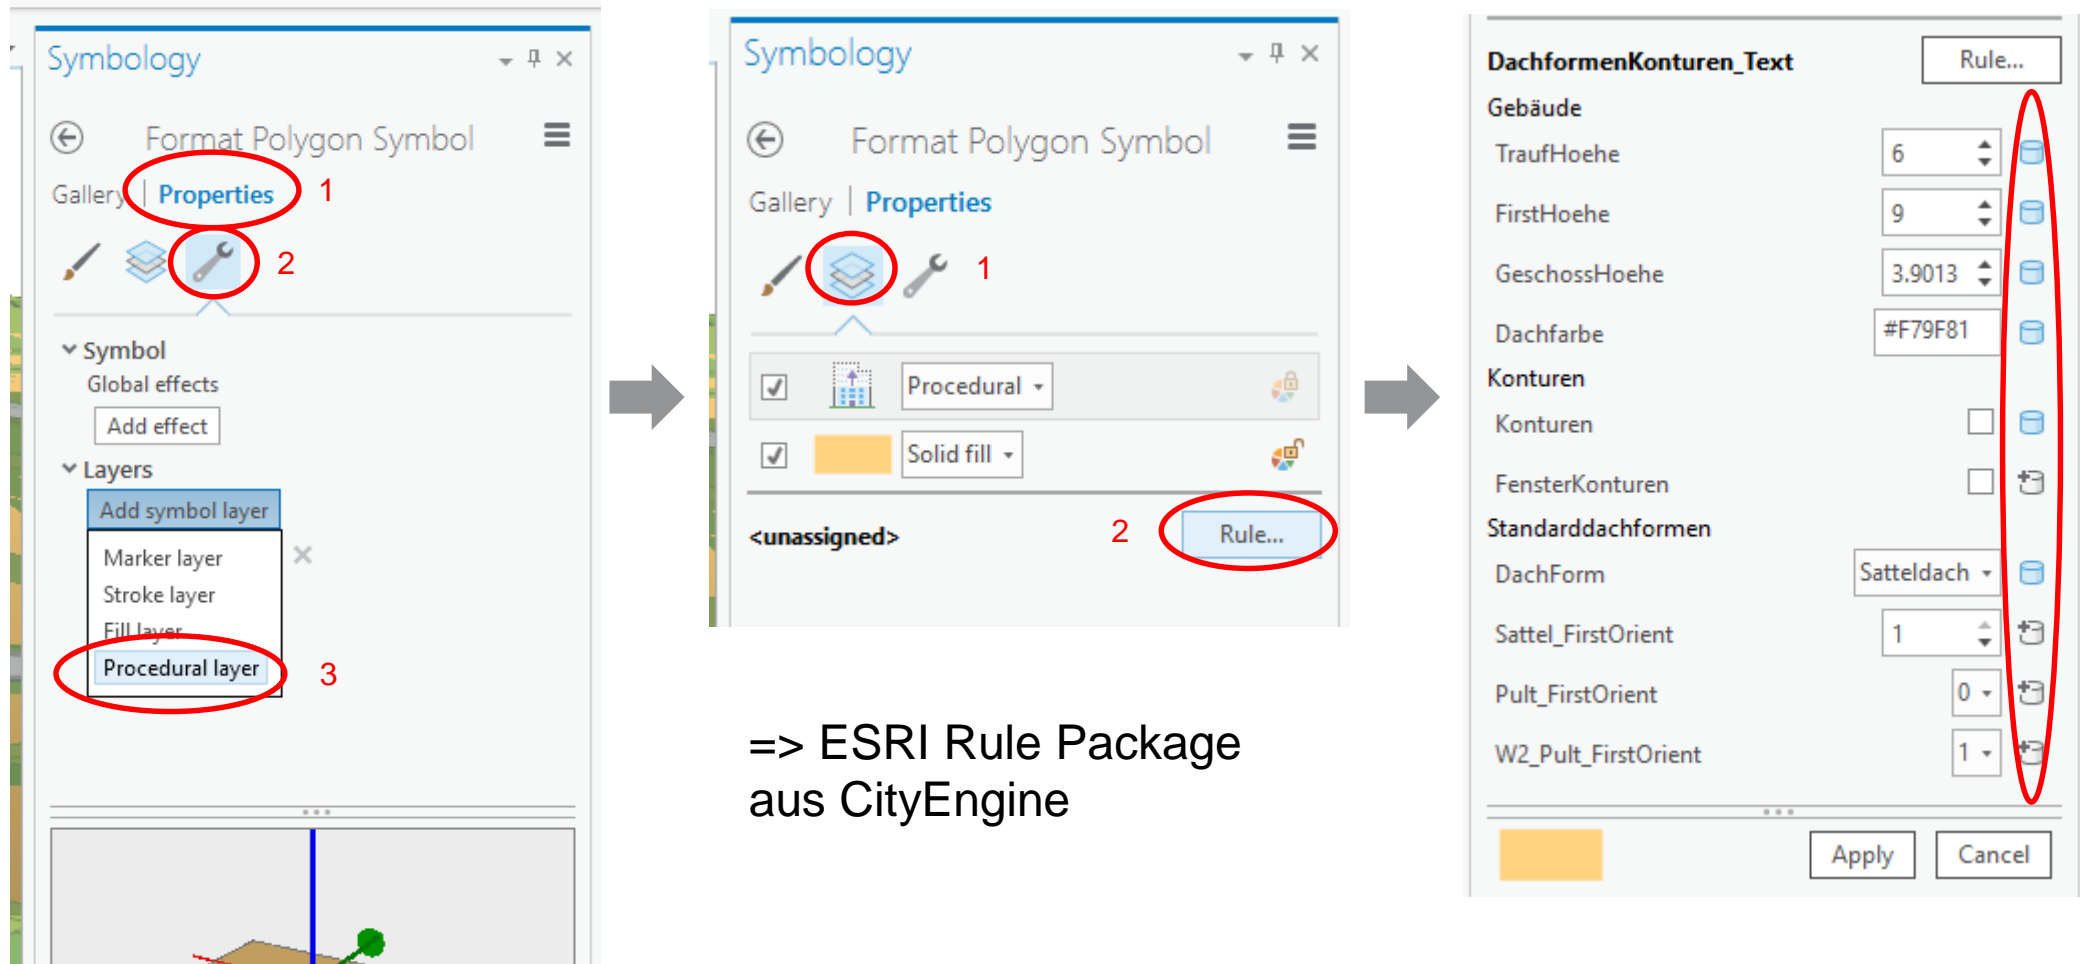 Symbology
Format Polygon Symbol
Gallery | Properties 1
2
Symbol
Global effects
Add effect
Layers
Add symbol layer
Marker layer
Stroke layer
Fill layer
Procedural layer 3
Symbology
Format Polygon Symbol
Gallery | Properties
1
Procedural
Solid fill
<unassigned> 2 Rule...
=> ESRI Rule Package
aus CityEngine
DachformenKonturen_Text Rule...
Gebäude
TraufHoehe 6
FirstHoehe 9
GeschossHoehe 3.9013
Dachfarbe #F79F81
Konturen
Konturen
FensterKonturen
Standarddachformen
DachForm Satteldach
Sattel_FirstOrient 1
Pult_FirstOrient 0
W2_Pult_FirstOrient 1
Apply Cancel